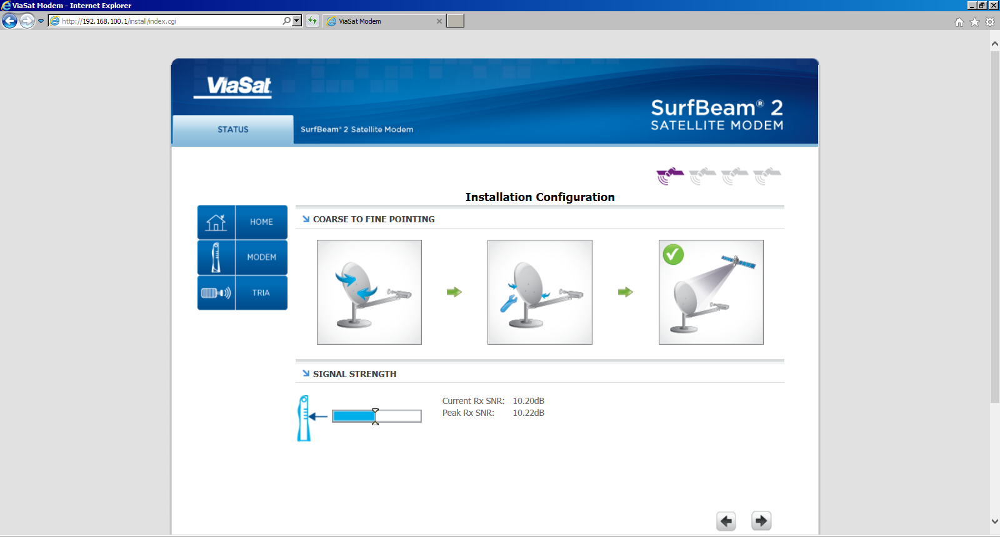 ViaSat Modem - Internet Explorer
http://192.168.100.1/install/index.cgi
ViaSat Modem
ViaSat
SurfBeam® 2
SATELLITE MODEM
STATUS
SurfBeam® 2 Satellite Modem
Installation Configuration
HOME
MODEM
TRIA
COARSE TO FINE POINTING
SIGNAL STRENGTH
Current Rx SNR: 10.20dB
Peak Rx SNR: 10.22dB